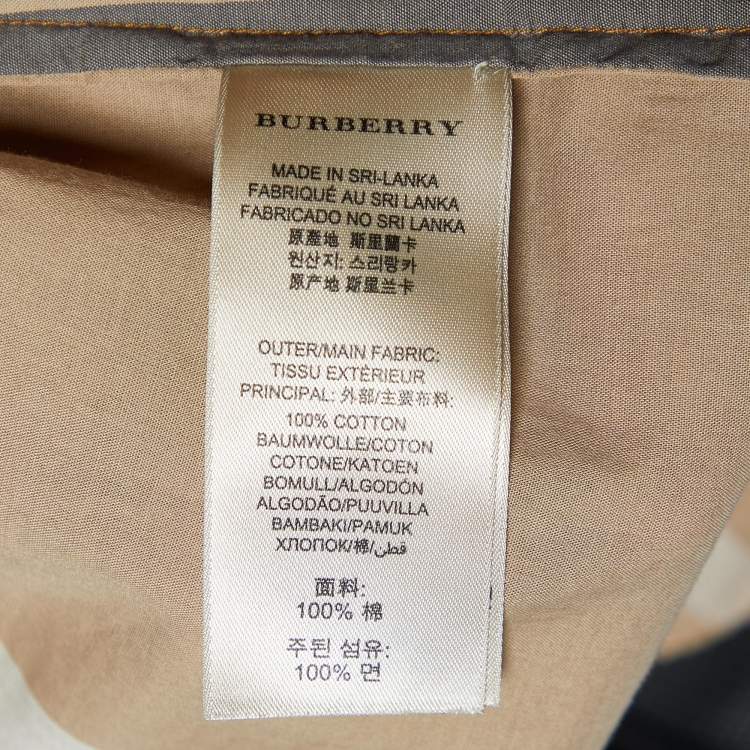 BURBERRY
MADE IN SRI-LANKA
FABRIQUÉ AU SRI LANKA
FABRICADO NO SRI LANKA
原產地 斯里蘭卡
원산지: 스리랑카
原产地 斯里兰卡
OUTER/MAIN FABRIC:
TISSU EXTÉRIEUR
PRINCIPAL: 外部/主要布料:
100% COTTON
BAUMWOLLE/COTON
COTONE/KATOEN
BOMULL/ALGODÓN
ALGODÃO/PUUVILLA
BAMBAKI/PAMUK
ХЛОПОК/棉/قطن
面料:
100% 棉
주된 섬유:
100% 면